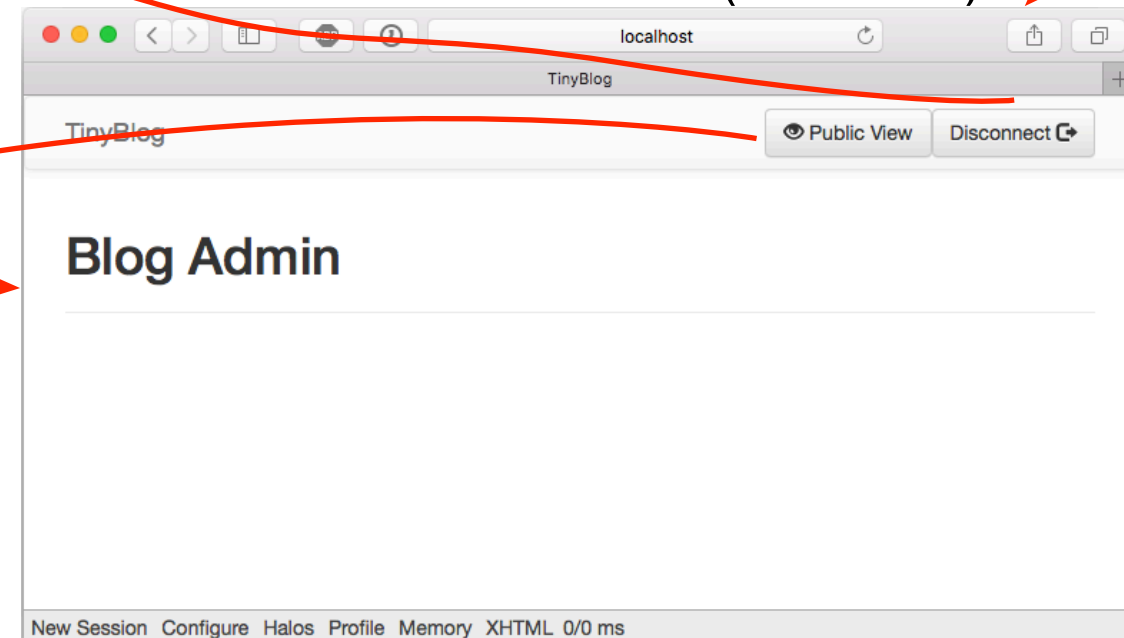 localhost
TinyBlog
TinyBlog
Public View Disconnect
Blog Admin
New Session Configure Halos Profile Memory XHTML 0/0 ms